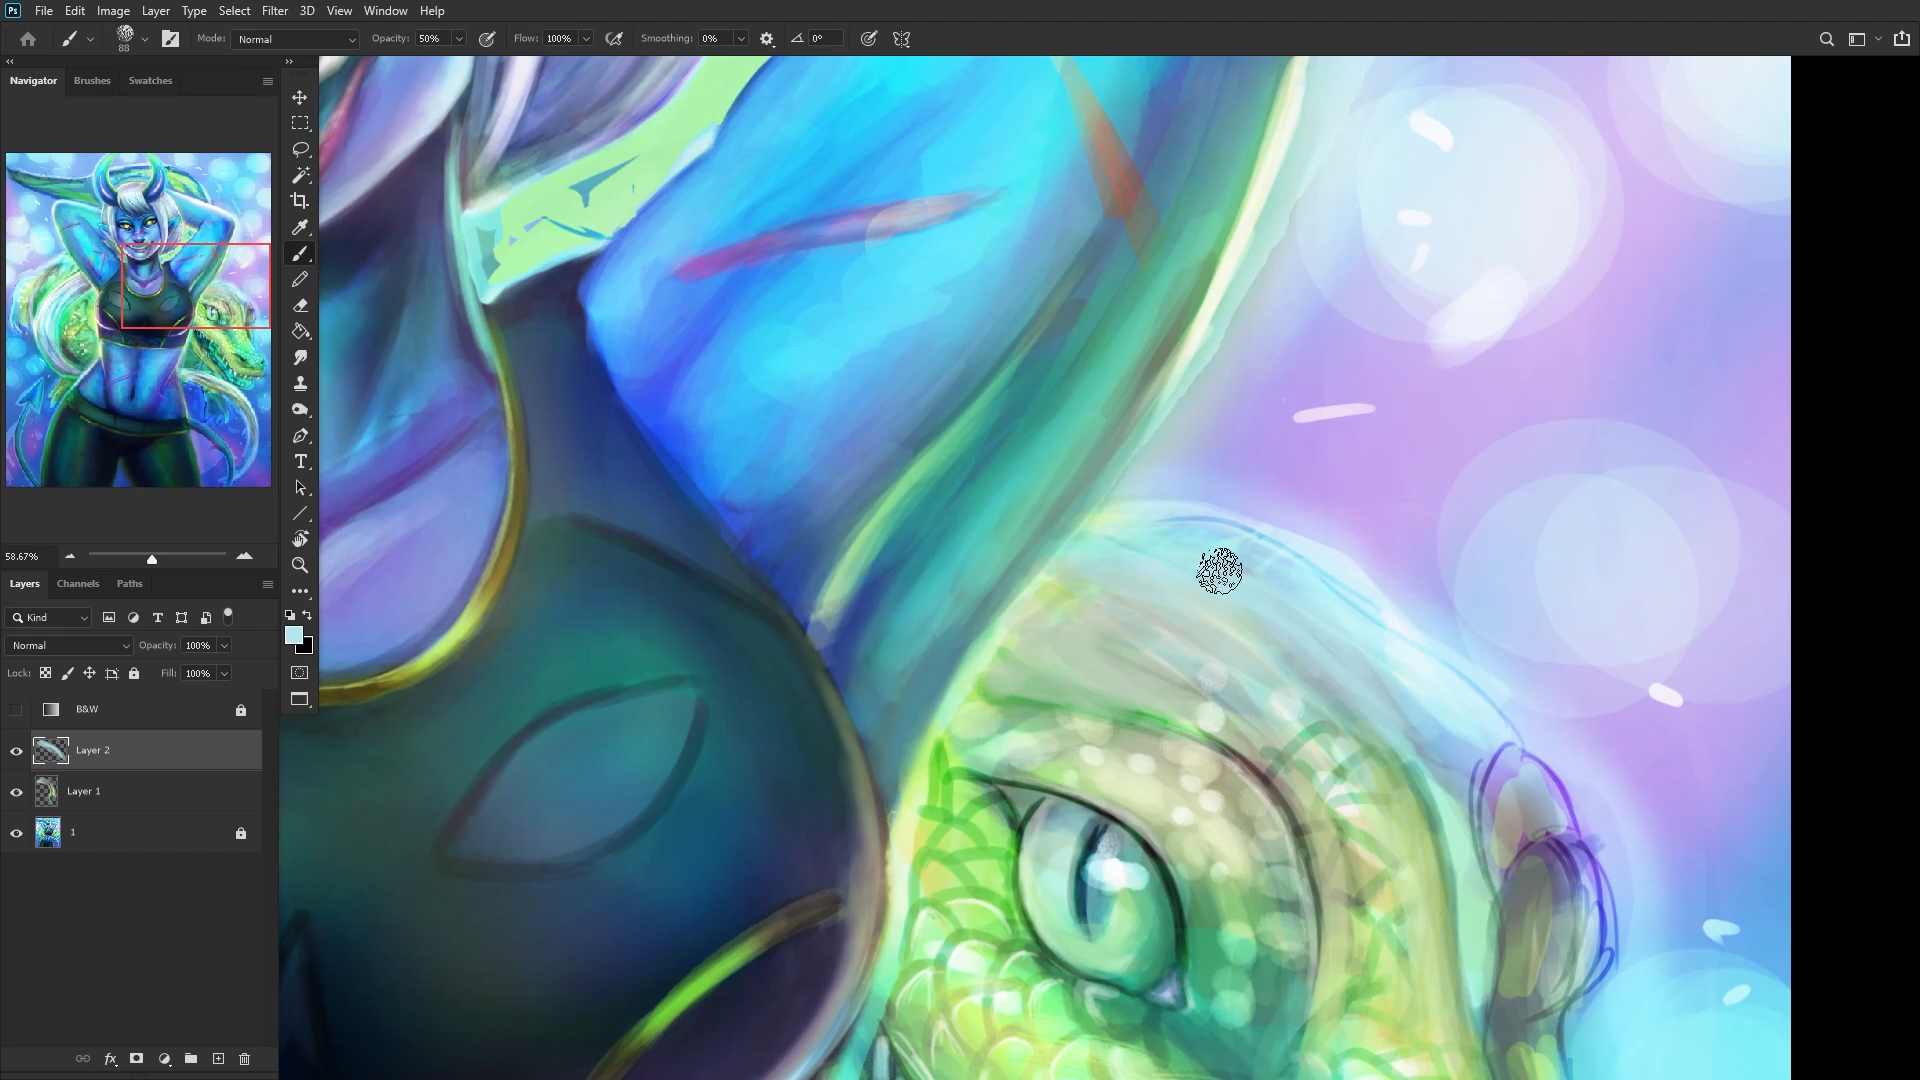 Ps File Edit Image Layer Type Select Filter 3D View Window Help
88 Mode: Normal Opacity: 50% Flow: 100% Smoothing: 0% 0°
Navigator Brushes Swatches
58.67%
Layers Channels Paths
Kind
Normal Opacity: 100%
Lock: Fill: 100%
B&W
Layer 2
Layer 1
1
fx